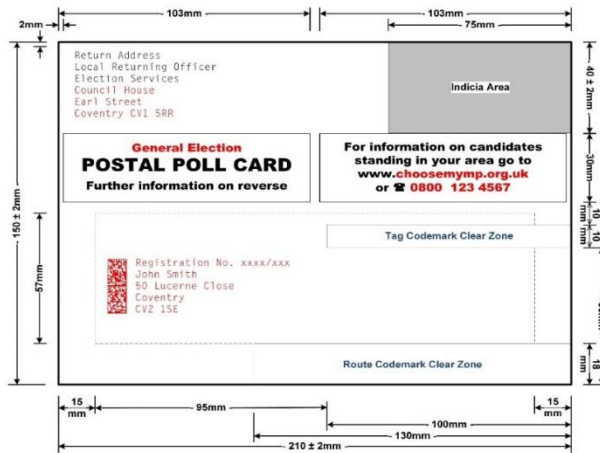 103mm
103mm
2mm
75mm
Return Address
Local Returning Officer
Election Services
Council House
Earl Street
Coventry CV1 5RR
Indicia Area
40 ± 2mm
General Election
POSTAL POLL CARD
Further information on reverse
For information on candidates
standing in your area go to
www.choosemymp.org.uk
or ☎ 0800 123 4567
30mm
150 ± 2mm
10
mm
10
mm
Tag Codemark Clear Zone
57mm
Registration No. xxxx/xxx
John Smith
50 Lucerne Close
Coventry
CV2 1SE
Route Codemark Clear Zone
18
mm
15
mm
95mm
15
mm
100mm
130mm
210 ± 2mm